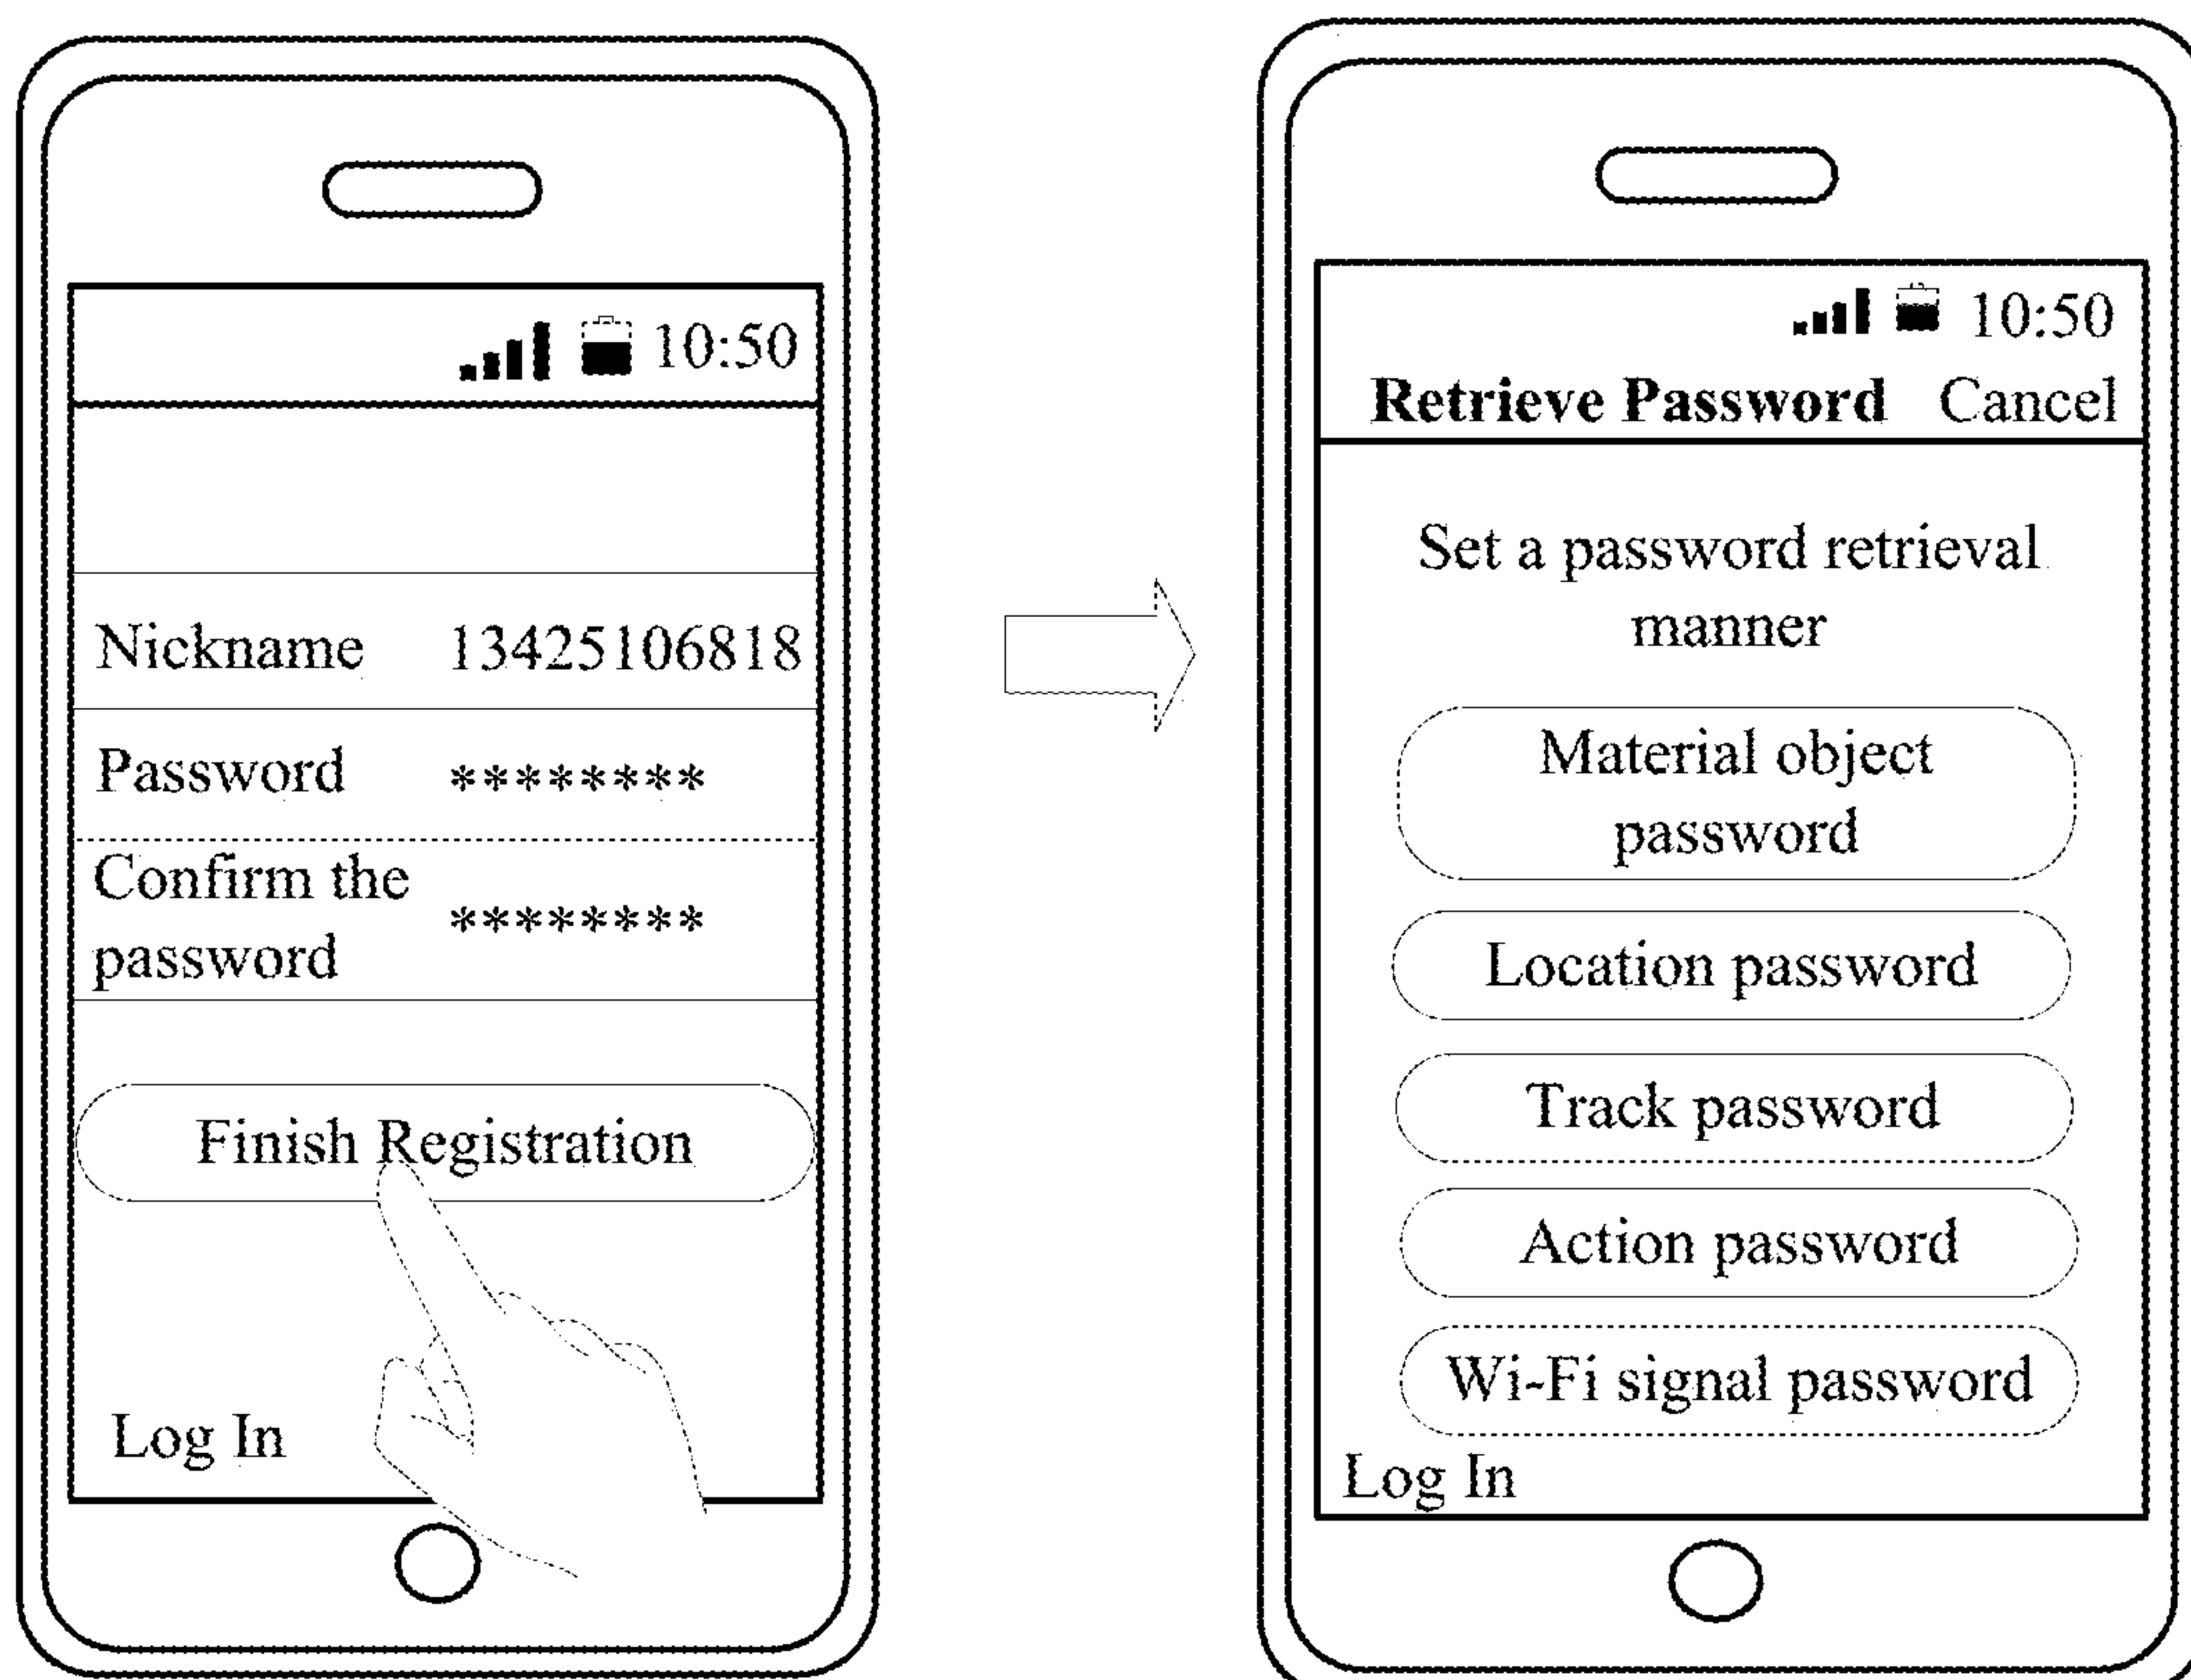 10:50
Nickname 13425106818
Password ********
Confirm the
password ********
Finish Registration
Log In
10:50
Retrieve Password Cancel
Set a password retrieval
manner
Material object
password
Location password
Track password
Action password
Wi-Fi signal password
Log In